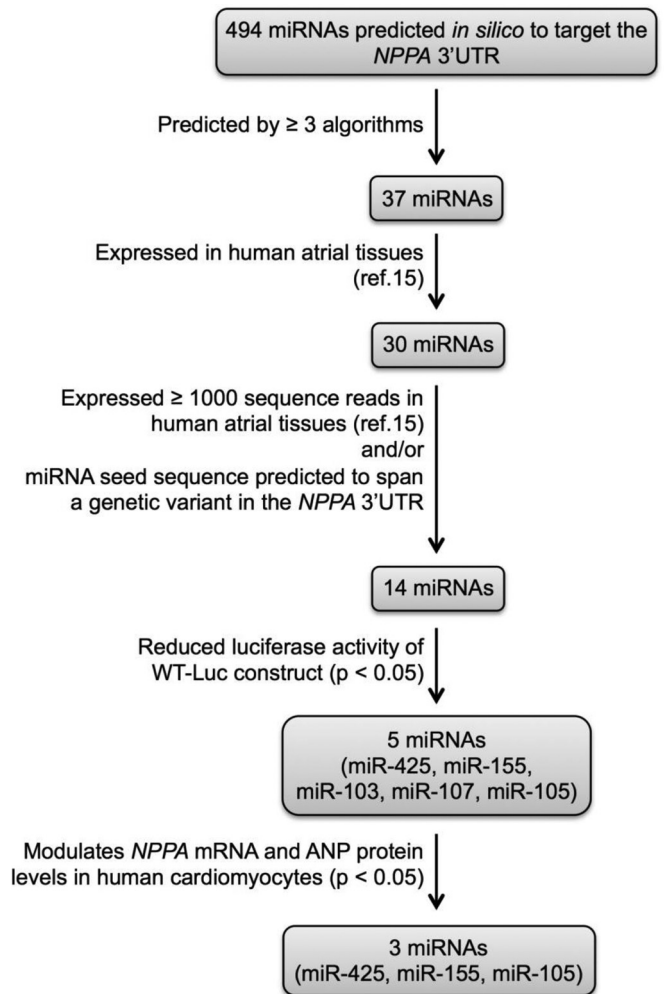 494 miRNAs predicted in silico to target the
NPPA 3’UTR
Predicted by ≥ 3 algorithms
37 miRNAs
Expressed in human atrial tissues
(ref.15)
30 miRNAs
Expressed ≥ 1000 sequence reads in
human atrial tissues (ref.15)
and/or
miRNA seed sequence predicted to span
a genetic variant in the NPPA 3’UTR
14 miRNAs
Reduced luciferase activity of
WT-Luc construct (p < 0.05)
5 miRNAs
(miR-425, miR-155,
miR-103, miR-107, miR-105)
Modulates NPPA mRNA and ANP protein
levels in human cardiomyocytes (p < 0.05)
3 miRNAs
(miR-425, miR-155, miR-105)